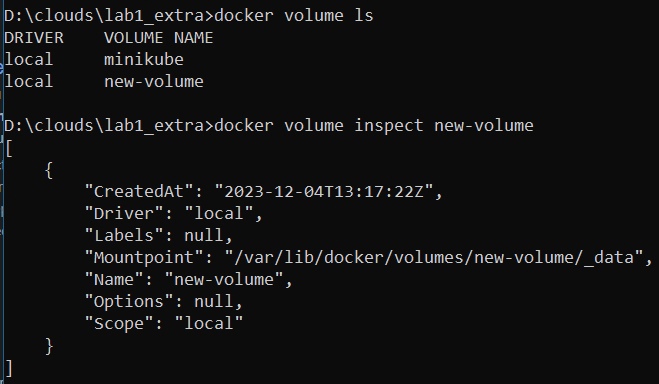 D:\clouds\lab1_extra>docker volume ls
DRIVER    VOLUME NAME
local     minikube
local     new-volume

D:\clouds\lab1_extra>docker volume inspect new-volume
[
    {
        "CreatedAt": "2023-12-04T13:17:22Z",
        "Driver": "local",
        "Labels": null,
        "Mountpoint": "/var/lib/docker/volumes/new-volume/_data",
        "Name": "new-volume",
        "Options": null,
        "Scope": "local"
    }
]